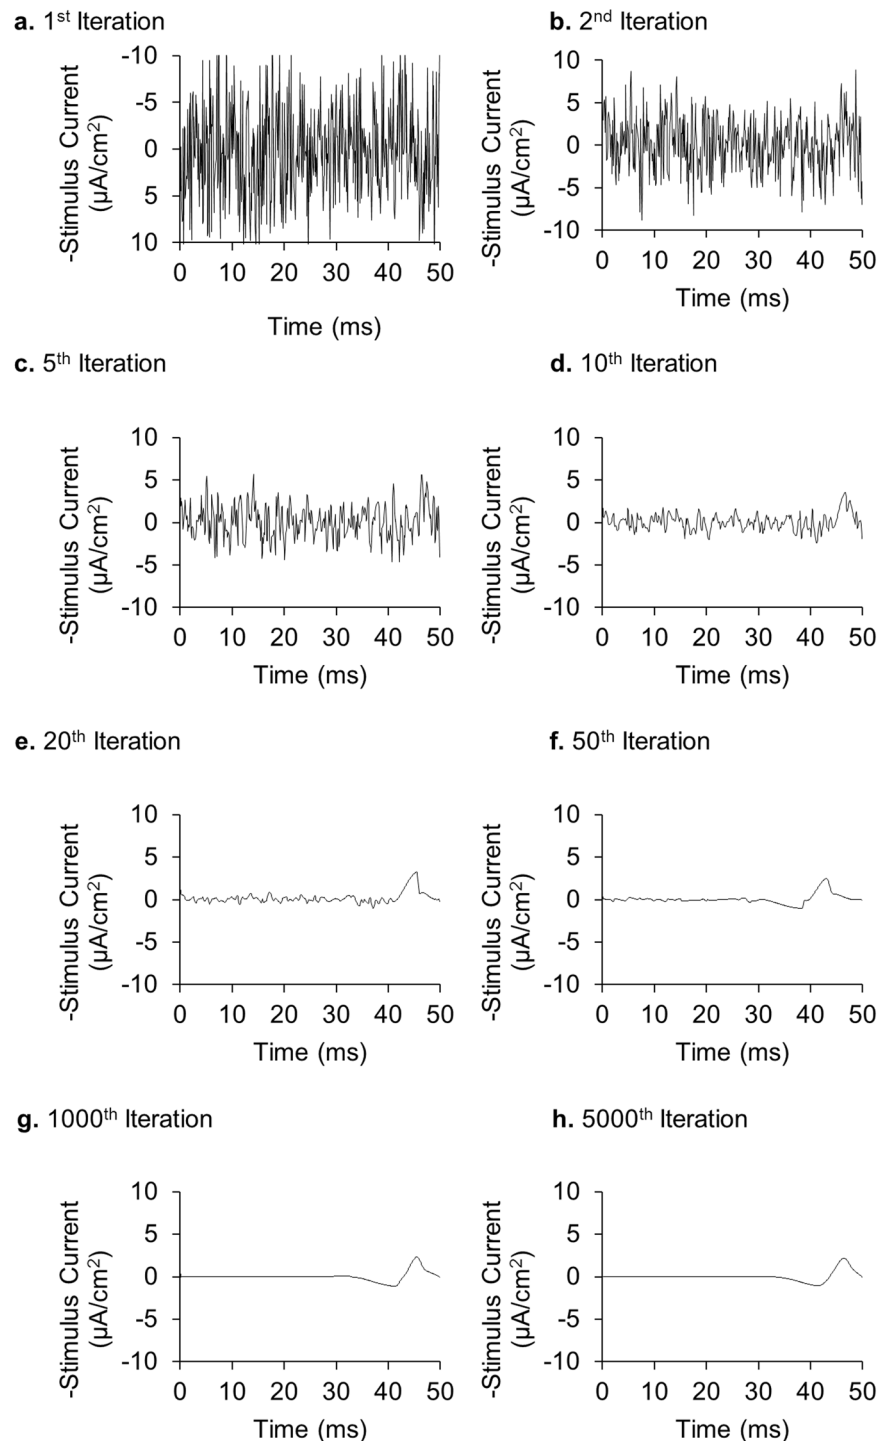 a. 1st Iteration
-Stimulus Current
(µA/cm2)
-10
-5
0
5
10
0 10 20 30 40 50
Time (ms)
b. 2nd Iteration
-Stimulus Current
(µA/cm2)
10
5
0
-5
-10
0 10 20 30 40 50
Time (ms)
c. 5th Iteration
-Stimulus Current
(µA/cm2)
10
5
0
-5
-10
0 10 20 30 40 50
Time (ms)
d. 10th Iteration
-Stimulus Current
(µA/cm2)
10
5
0
-5
-10
0 10 20 30 40 50
Time (ms)
e. 20th Iteration
-Stimulus Current
(µA/cm2)
10
5
0
-5
-10
0 10 20 30 40 50
Time (ms)
f. 50th Iteration
-Stimulus Current
(µA/cm2)
10
5
0
-5
-10
0 10 20 30 40 50
Time (ms)
g. 1000th Iteration
-Stimulus Current
(µA/cm2)
10
5
0
-5
-10
0 10 20 30 40 50
Time (ms)
h. 5000th Iteration
-Stimulus Current
(µA/cm2)
10
5
0
-5
-10
0 10 20 30 40 50
Time (ms)